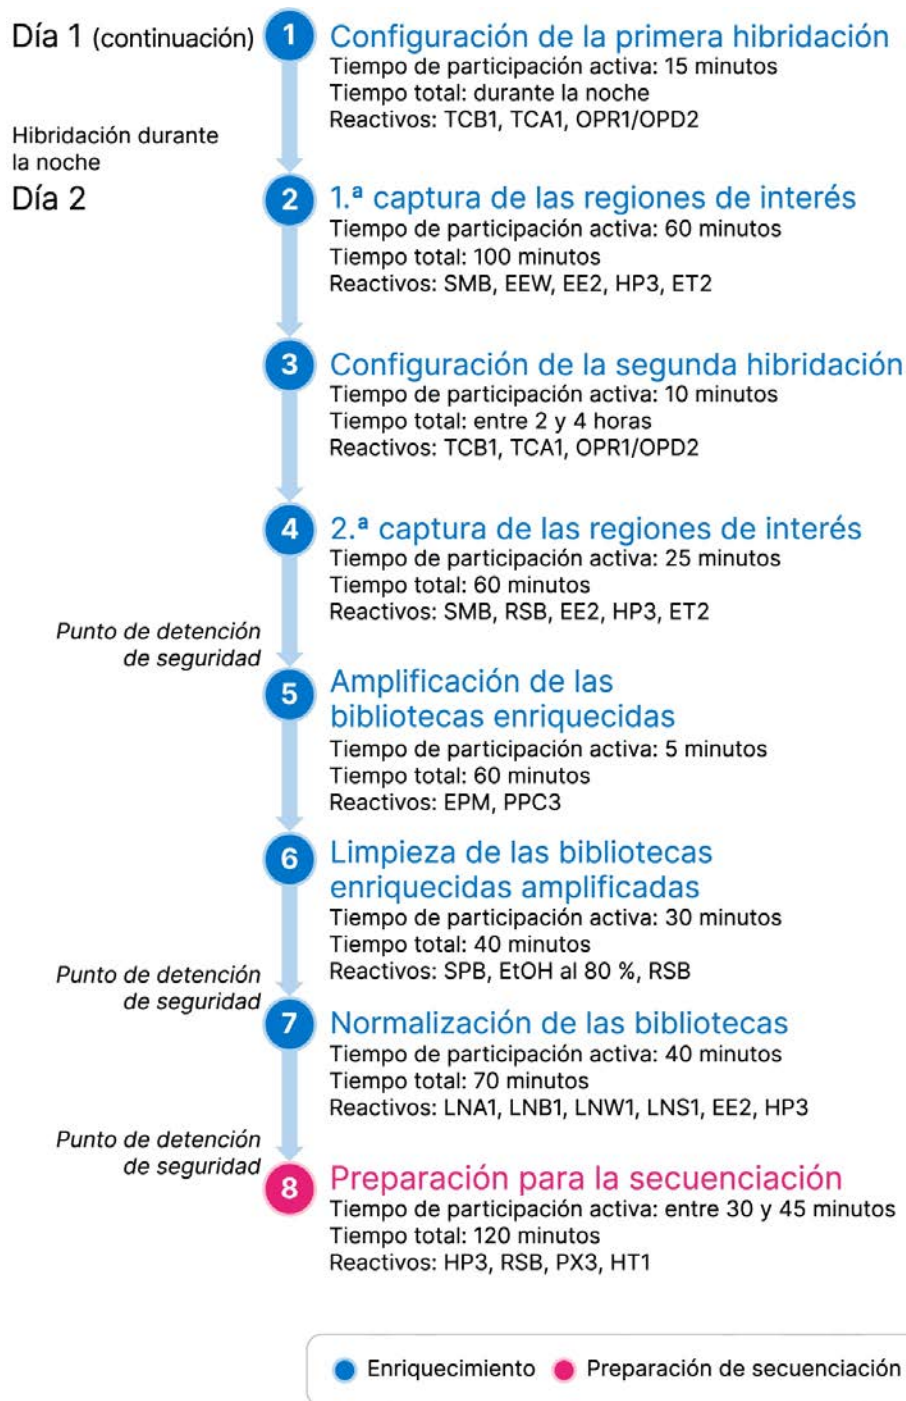 Día 1 (continuación)
1
Configuración de la primera hibridación
Tiempo de participación activa: 15 minutos
Tiempo total: durante la noche
Reactivos: TCB1, TCA1, OPR1/OPD2
Hibridación durante
la noche
Día 2
2
1.ª captura de las regiones de interés
Tiempo de participación activa: 60 minutos
Tiempo total: 100 minutos
Reactivos: SMB, EEW, EE2, HP3, ET2
3
Configuración de la segunda hibridación
Tiempo de participación activa: 10 minutos
Tiempo total: entre 2 y 4 horas
Reactivos: TCB1, TCA1, OPR1/OPD2
4
2.ª captura de las regiones de interés
Tiempo de participación activa: 25 minutos
Tiempo total: 60 minutos
Reactivos: SMB, RSB, EE2, HP3, ET2
Punto de detención
de seguridad
5
Amplificación de las
bibliotecas enriquecidas
Tiempo de participación activa: 5 minutos
Tiempo total: 60 minutos
Reactivos: EPM, PPC3
6
Limpieza de las bibliotecas
enriquecidas amplificadas
Tiempo de participación activa: 30 minutos
Tiempo total: 40 minutos
Reactivos: SPB, EtOH al 80 %, RSB
Punto de detención
de seguridad
7
Normalización de las bibliotecas
Tiempo de participación activa: 40 minutos
Tiempo total: 70 minutos
Reactivos: LNA1, LNB1, LNW1, LNS1, EE2, HP3
Punto de detención
de seguridad
8
Preparación para la secuenciación
Tiempo de participación activa: entre 30 y 45 minutos
Tiempo total: 120 minutos
Reactivos: HP3, RSB, PX3, HT1
Enriquecimiento
Preparación de secuenciación